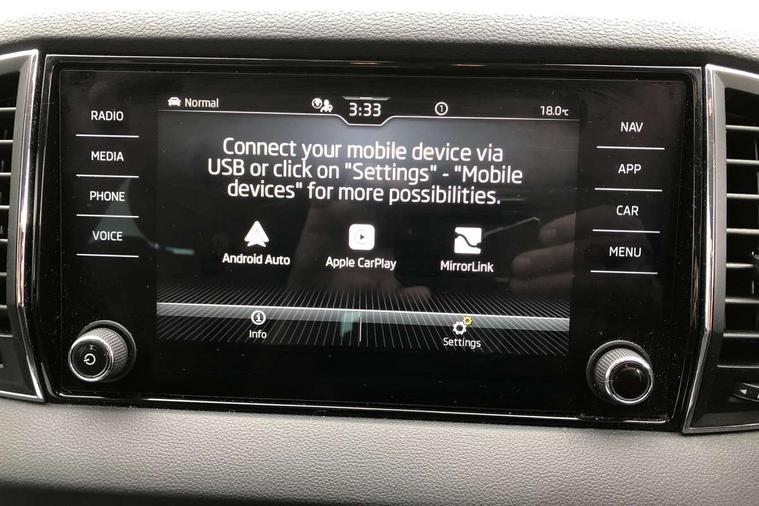 RADIO
MEDIA
PHONE
VOICE
Normal
3:33
1
18.0°C
Connect your mobile device via
USB or click on "Settings" - "Mobile
devices" for more possibilities.
Android Auto
Apple CarPlay
MirrorLink
Info
Settings
NAV
APP
CAR
MENU